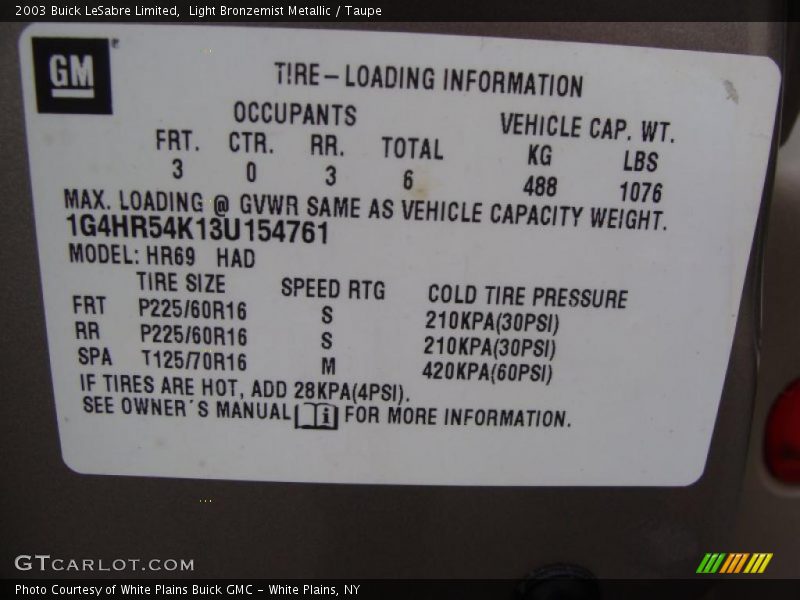 2003 Buick LeSabre Limited, Light Bronzemist Metallic / Taupe
GM
TIRE-LOADING INFORMATION
OCCUPANTS VEHICLE CAP. WT.
FRT. CTR. RR. TOTAL KG LBS
3 0 3 6 488 1076
MAX. LOADING @ GVWR SAME AS VEHICLE CAPACITY WEIGHT.
1G4HR54K13U154761
MODEL: HR69 HAD
TIRE SIZE SPEED RTG COLD TIRE PRESSURE
FRT P225/60R16 S 210KPA(30PSI)
RR P225/60R16 S 210KPA(30PSI)
SPA T125/70R16 M 420KPA(60PSI)
IF TIRES ARE HOT, ADD 28KPA(4PSI).
SEE OWNER'S MANUAL i FOR MORE INFORMATION.
GTCARLOT.COM
Photo Courtesy of White Plains Buick GMC - White Plains, NY